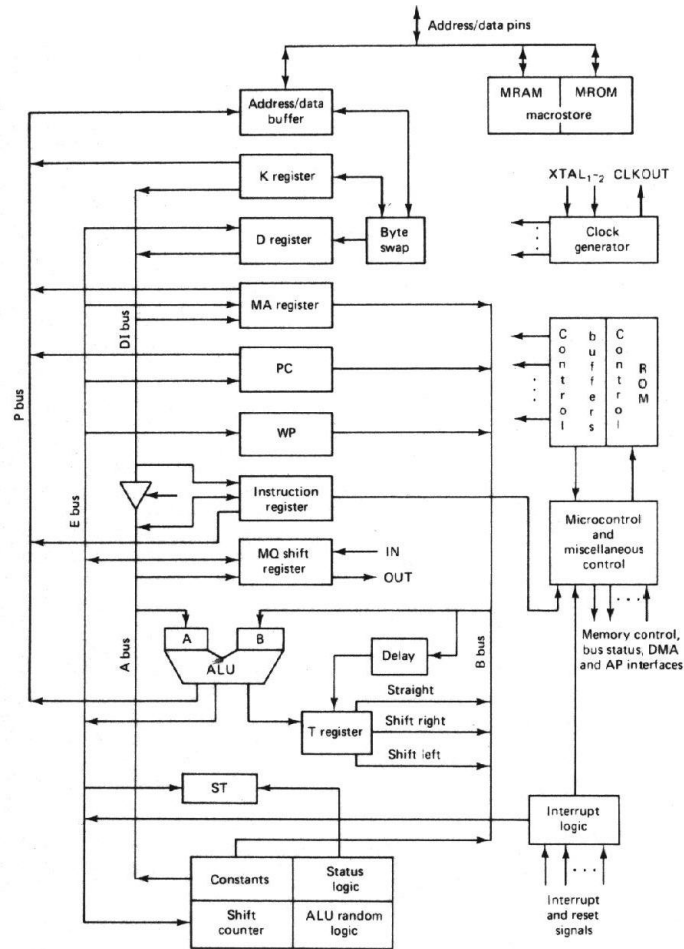 Address/data pins
Address/data
buffer
MRAM
MROM
macrostore
K register
XTAL₁₋₂ CLKOUT
D register
Byte
swap
Clock
generator
MA register
DI bus
PC
P bus
Control
buffers
Control
ROM
WP
E bus
Instruction
register
Microcontrol
and
miscellaneous
control
MQ shift
register
IN
OUT
A
B
ALU
A bus
B bus
Delay
Memory control,
bus status, DMA
and AP interfaces
Straight
T register
Shift right
Shift left
ST
Interrupt
logic
Constants
Status
logic
Shift
counter
ALU random
logic
Interrupt
and reset
signals